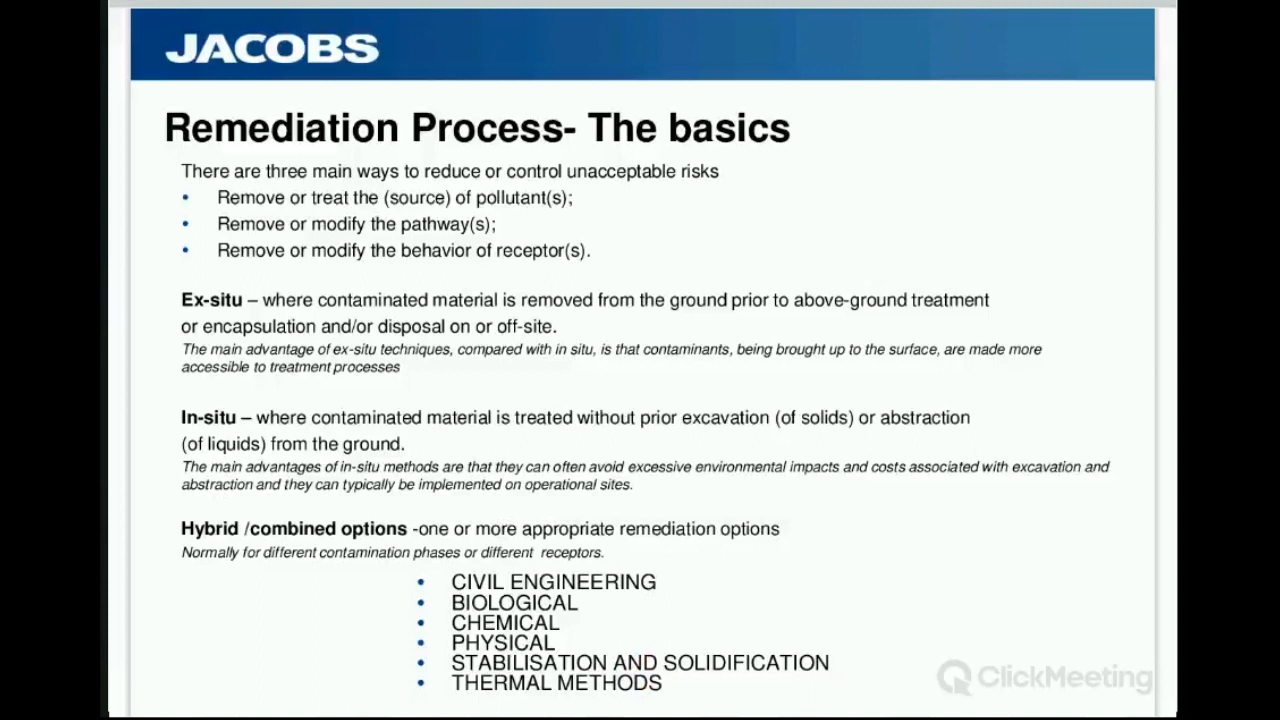 JACOBS
Remediation Process- The basics
There are three main ways to reduce or control unacceptable risks
• Remove or treat the (source) of pollutant(s);
• Remove or modify the pathway(s);
• Remove or modify the behavior of receptor(s).
Ex-situ – where contaminated material is removed from the ground prior to above-ground treatment
or encapsulation and/or disposal on or off-site.
The main advantage of ex-situ techniques, compared with in situ, is that contaminants, being brought up to the surface, are made more
accessible to treatment processes
In-situ – where contaminated material is treated without prior excavation (of solids) or abstraction
(of liquids) from the ground.
The main advantages of in-situ methods are that they can often avoid excessive environmental impacts and costs associated with excavation and
abstraction and they can typically be implemented on operational sites.
Hybrid /combined options -one or more appropriate remediation options
Normally for different contamination phases or different receptors.
• CIVIL ENGINEERING
• BIOLOGICAL
• CHEMICAL
• PHYSICAL
• STABILISATION AND SOLIDIFICATION
• THERMAL METHODS
ClickMeeting